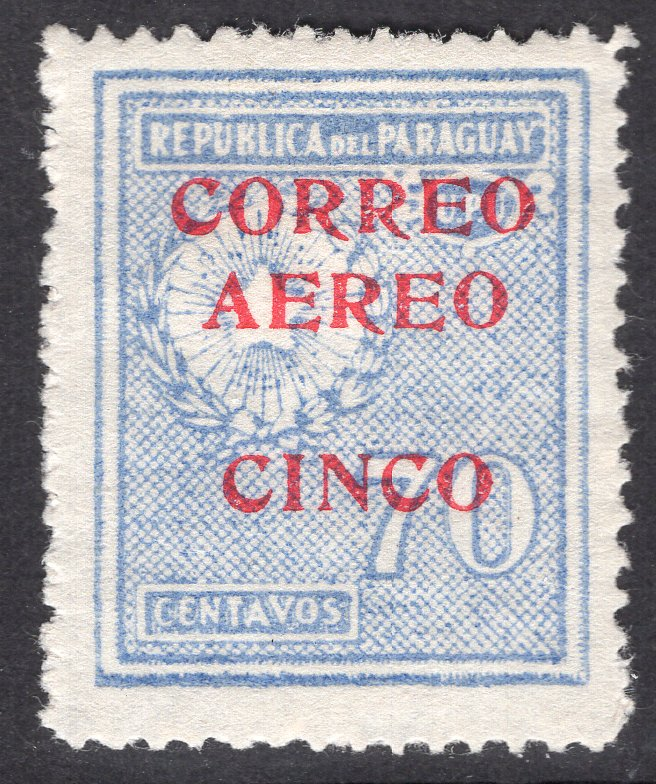 REPUBLICA DEL PARAGUAY
CORREO
AEREO
CINCO
70
CENTAVOS